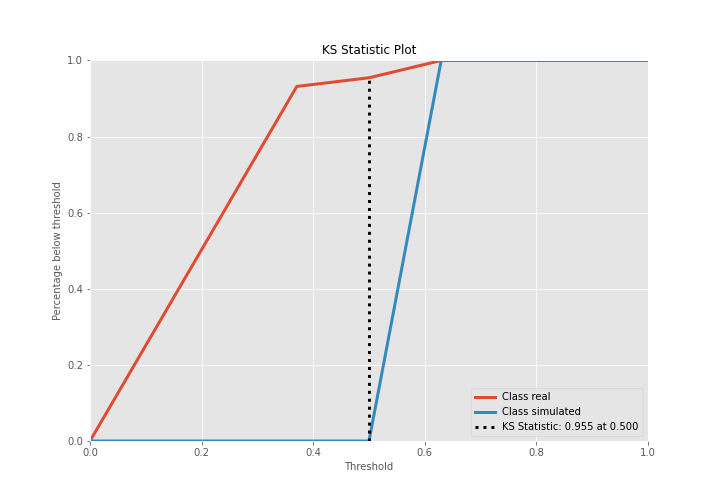 KS Statistic Plot
Percentage below threshold
1.0
0.8
0.6
0.4
0.2
0.0
0.0 0.2 0.4 0.6 0.8 1.0
Threshold
Class real
Class simulated
KS Statistic: 0.955 at 0.500